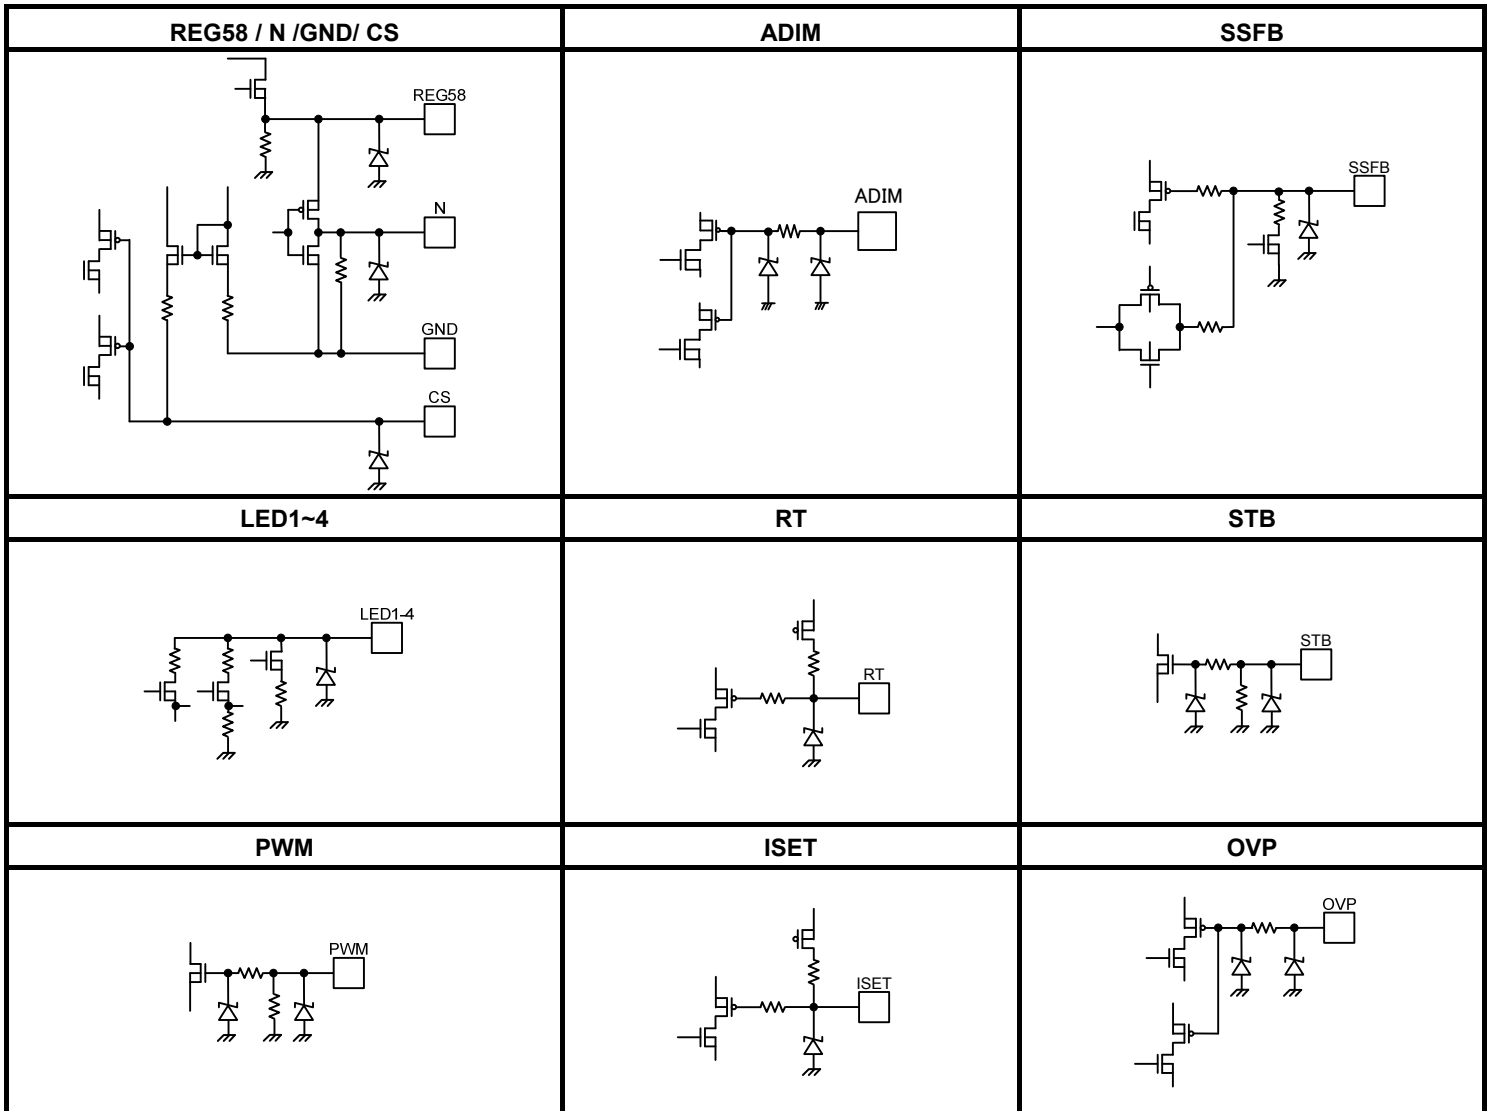 REG58 / N /GND/ CS
ADIM
SSFB
REG58
N
GND
CS
ADIM
SSFB
LED1~4
RT
STB
LED1-4
RT
STB
PWM
ISET
OVP
PWM
ISET
OVP